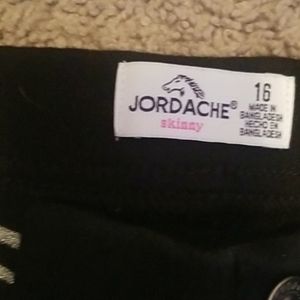 JORDACHE®
skinny
16
MADE IN
BANGLADESH
HECHO EN
BANGLADESH